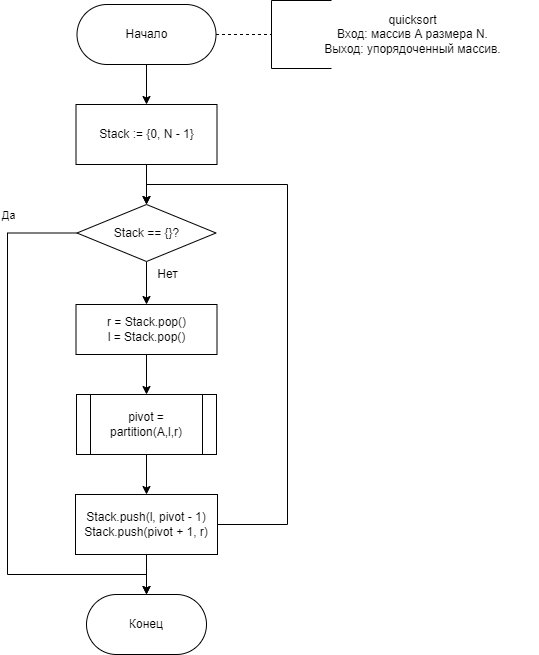 Начало
quicksort
Вход: массив A размера N.
Выход: упорядоченный массив.
Stack := {0, N - 1}
Да
Stack == {}?
Нет
r = Stack.pop()
l = Stack.pop()
pivot =
partition(A,l,r)
Stack.push(l, pivot - 1)
Stack.push(pivot + 1, r)
Конец